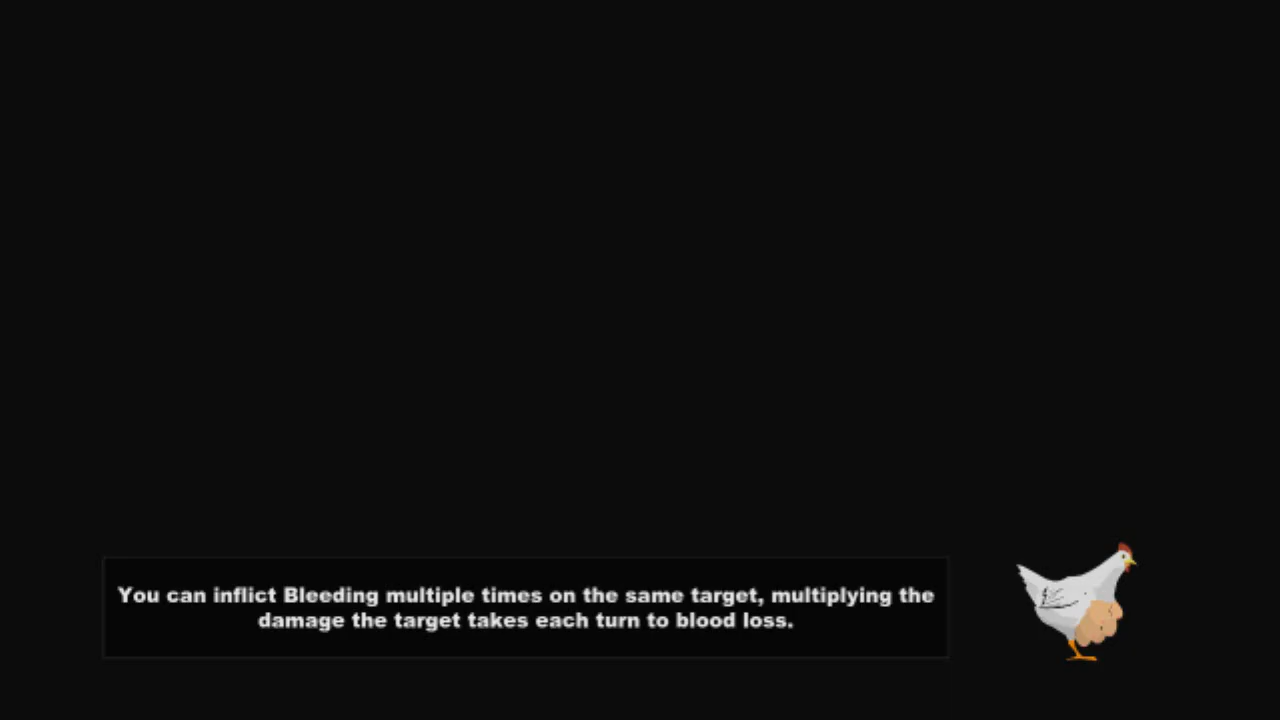 You can inflict Bleeding multiple times on the same target, multiplying the
damage the target takes each turn to blood loss.